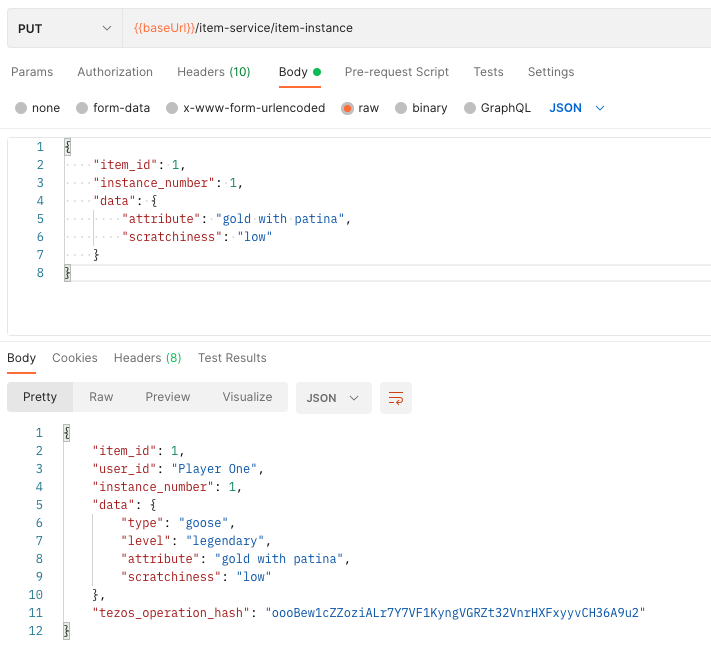 PUT {{baseUrl}}/item-service/item-instance
Params Authorization Headers (10) Body Pre-request Script Tests Settings
none form-data x-www-form-urlencoded raw binary GraphQL JSON
1 {
2 "item_id": 1,
3 "instance_number": 1,
4 "data": {
5 "attribute": "gold with patina",
6 "scratchiness": "low"
7 }
8 }
Body Cookies Headers (8) Test Results
Pretty Raw Preview Visualize JSON
1 {
2 "item_id": 1,
3 "user_id": "Player One",
4 "instance_number": 1,
5 "data": {
6 "type": "goose",
7 "level": "legendary",
8 "attribute": "gold with patina",
9 "scratchiness": "low"
10 },
11 "tezos_operation_hash": "oooBew1cZZoziALr7Y7VF1KyngVGRZt32VnrHXFxyyvCH36A9u2"
12 }